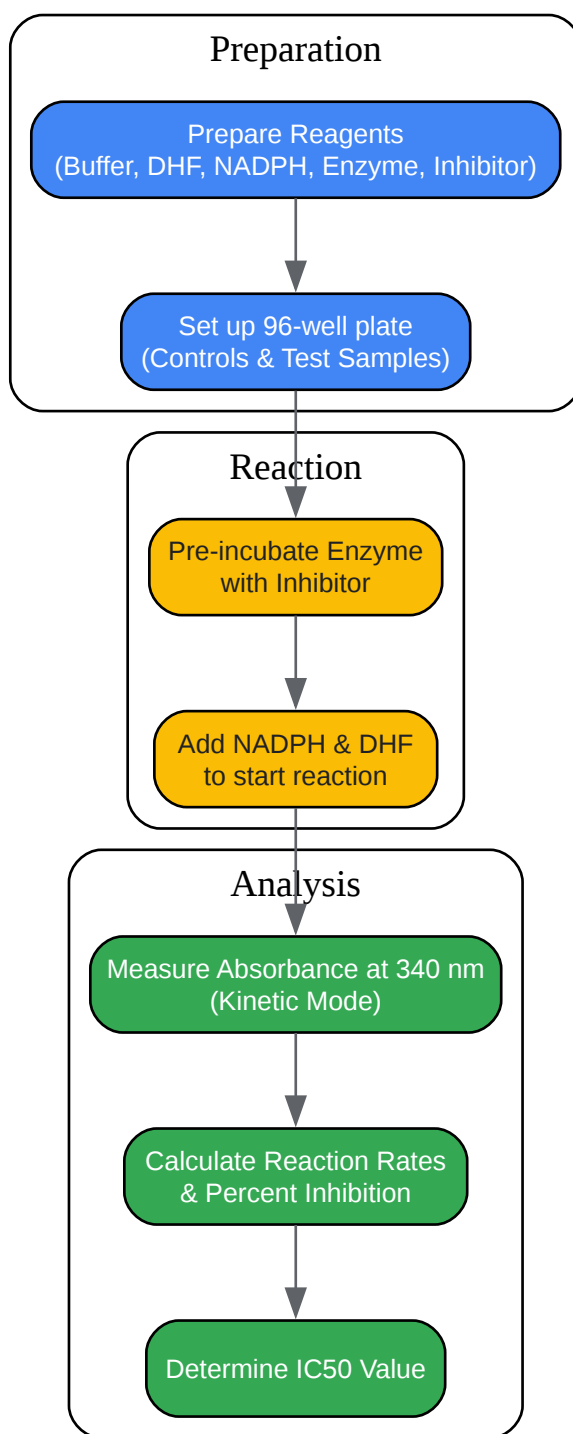 Preparation
Prepare Reagents
(Buffer, DHF, NADPH, Enzyme, Inhibitor)
Set up 96-well plate
(Controls & Test Samples)
Reaction
Pre-incubate Enzyme
with Inhibitor
Add NADPH & DHF
to start reaction
Analysis
Measure Absorbance at 340 nm
(Kinetic Mode)
Calculate Reaction Rates
& Percent Inhibition
Determine IC50 Value